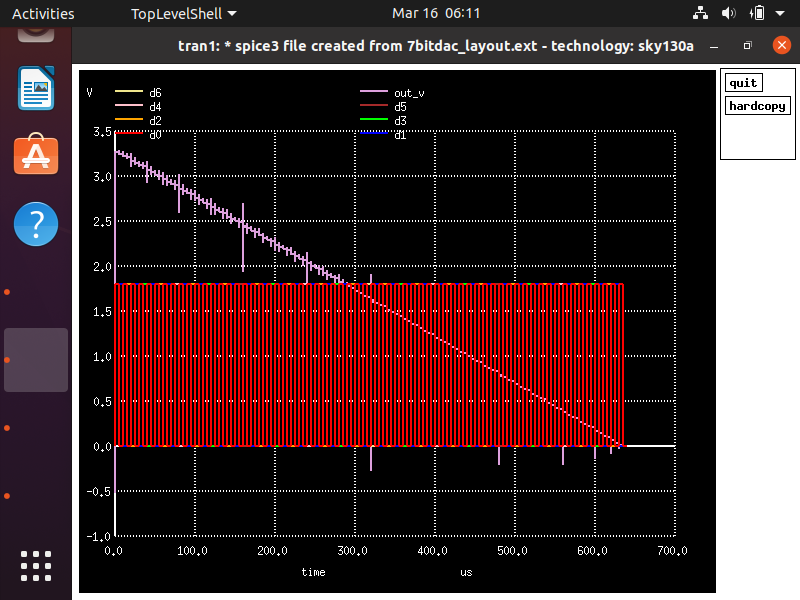 Activities TopLevelShell Mar 16 06:11
tran1: * spice3 file created from 7bitdac_layout.ext - technology: sky130a
quit
hardcopy
V d6 out_v
d4 d5
d2 d3
d0 d1
3.5
3.0
2.5
2.0
1.5
1.0
0.5
0.0
-0.5
-1.0
0.0 100.0 200.0 300.0 400.0 500.0 600.0 700.0
time us